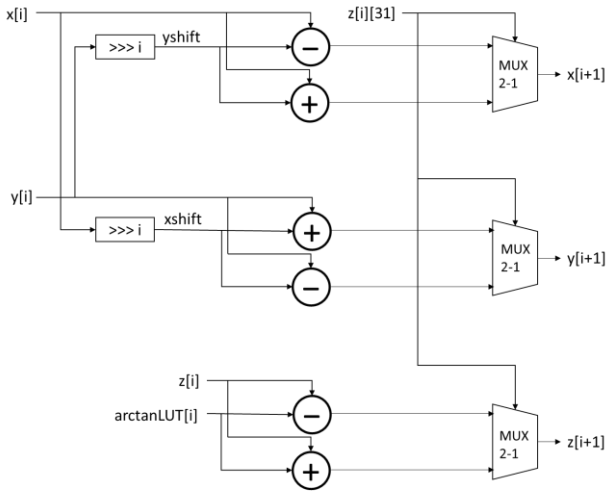 x[i]
z[i][31]
>>> i
yshift
−
+
MUX
2-1
x[i+1]
y[i]
>>> i
xshift
+
−
MUX
2-1
y[i+1]
z[i]
arctanLUT[i]
−
+
MUX
2-1
z[i+1]